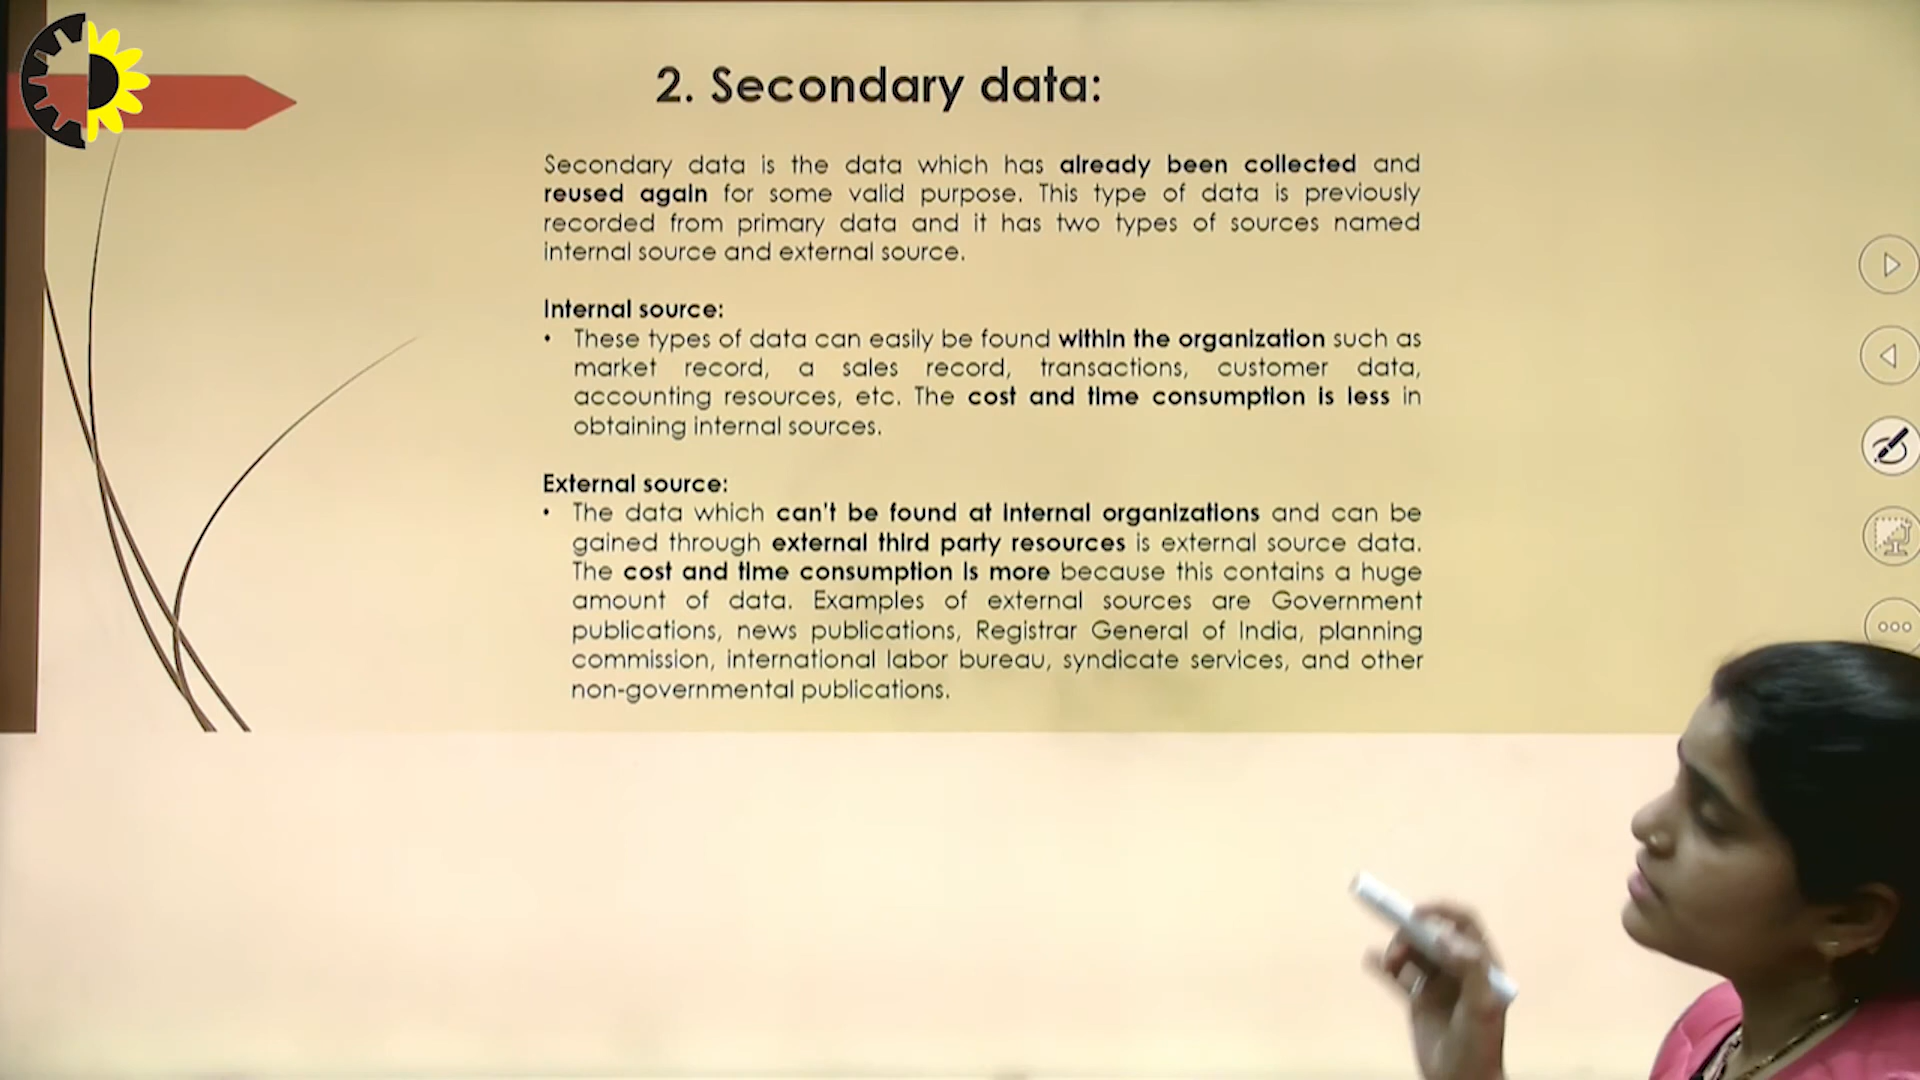 2. Secondary data:
Secondary data is the data which has already been collected and
reused again for some valid purpose. This type of data is previously
recorded from primary data and it has two types of sources named
internal source and external source.
Internal source:
• These types of data can easily be found within the organization such as
market record, a sales record, transactions, customer data,
accounting resources, etc. The cost and time consumption is less in
obtaining internal sources.
External source:
• The data which can't be found at internal organizations and can be
gained through external third party resources is external source data.
The cost and time consumption is more because this contains a huge
amount of data. Examples of external sources are Government
publications, news publications, Registrar General of India, planning
commission, international labor bureau, syndicate services, and other
non-governmental publications.